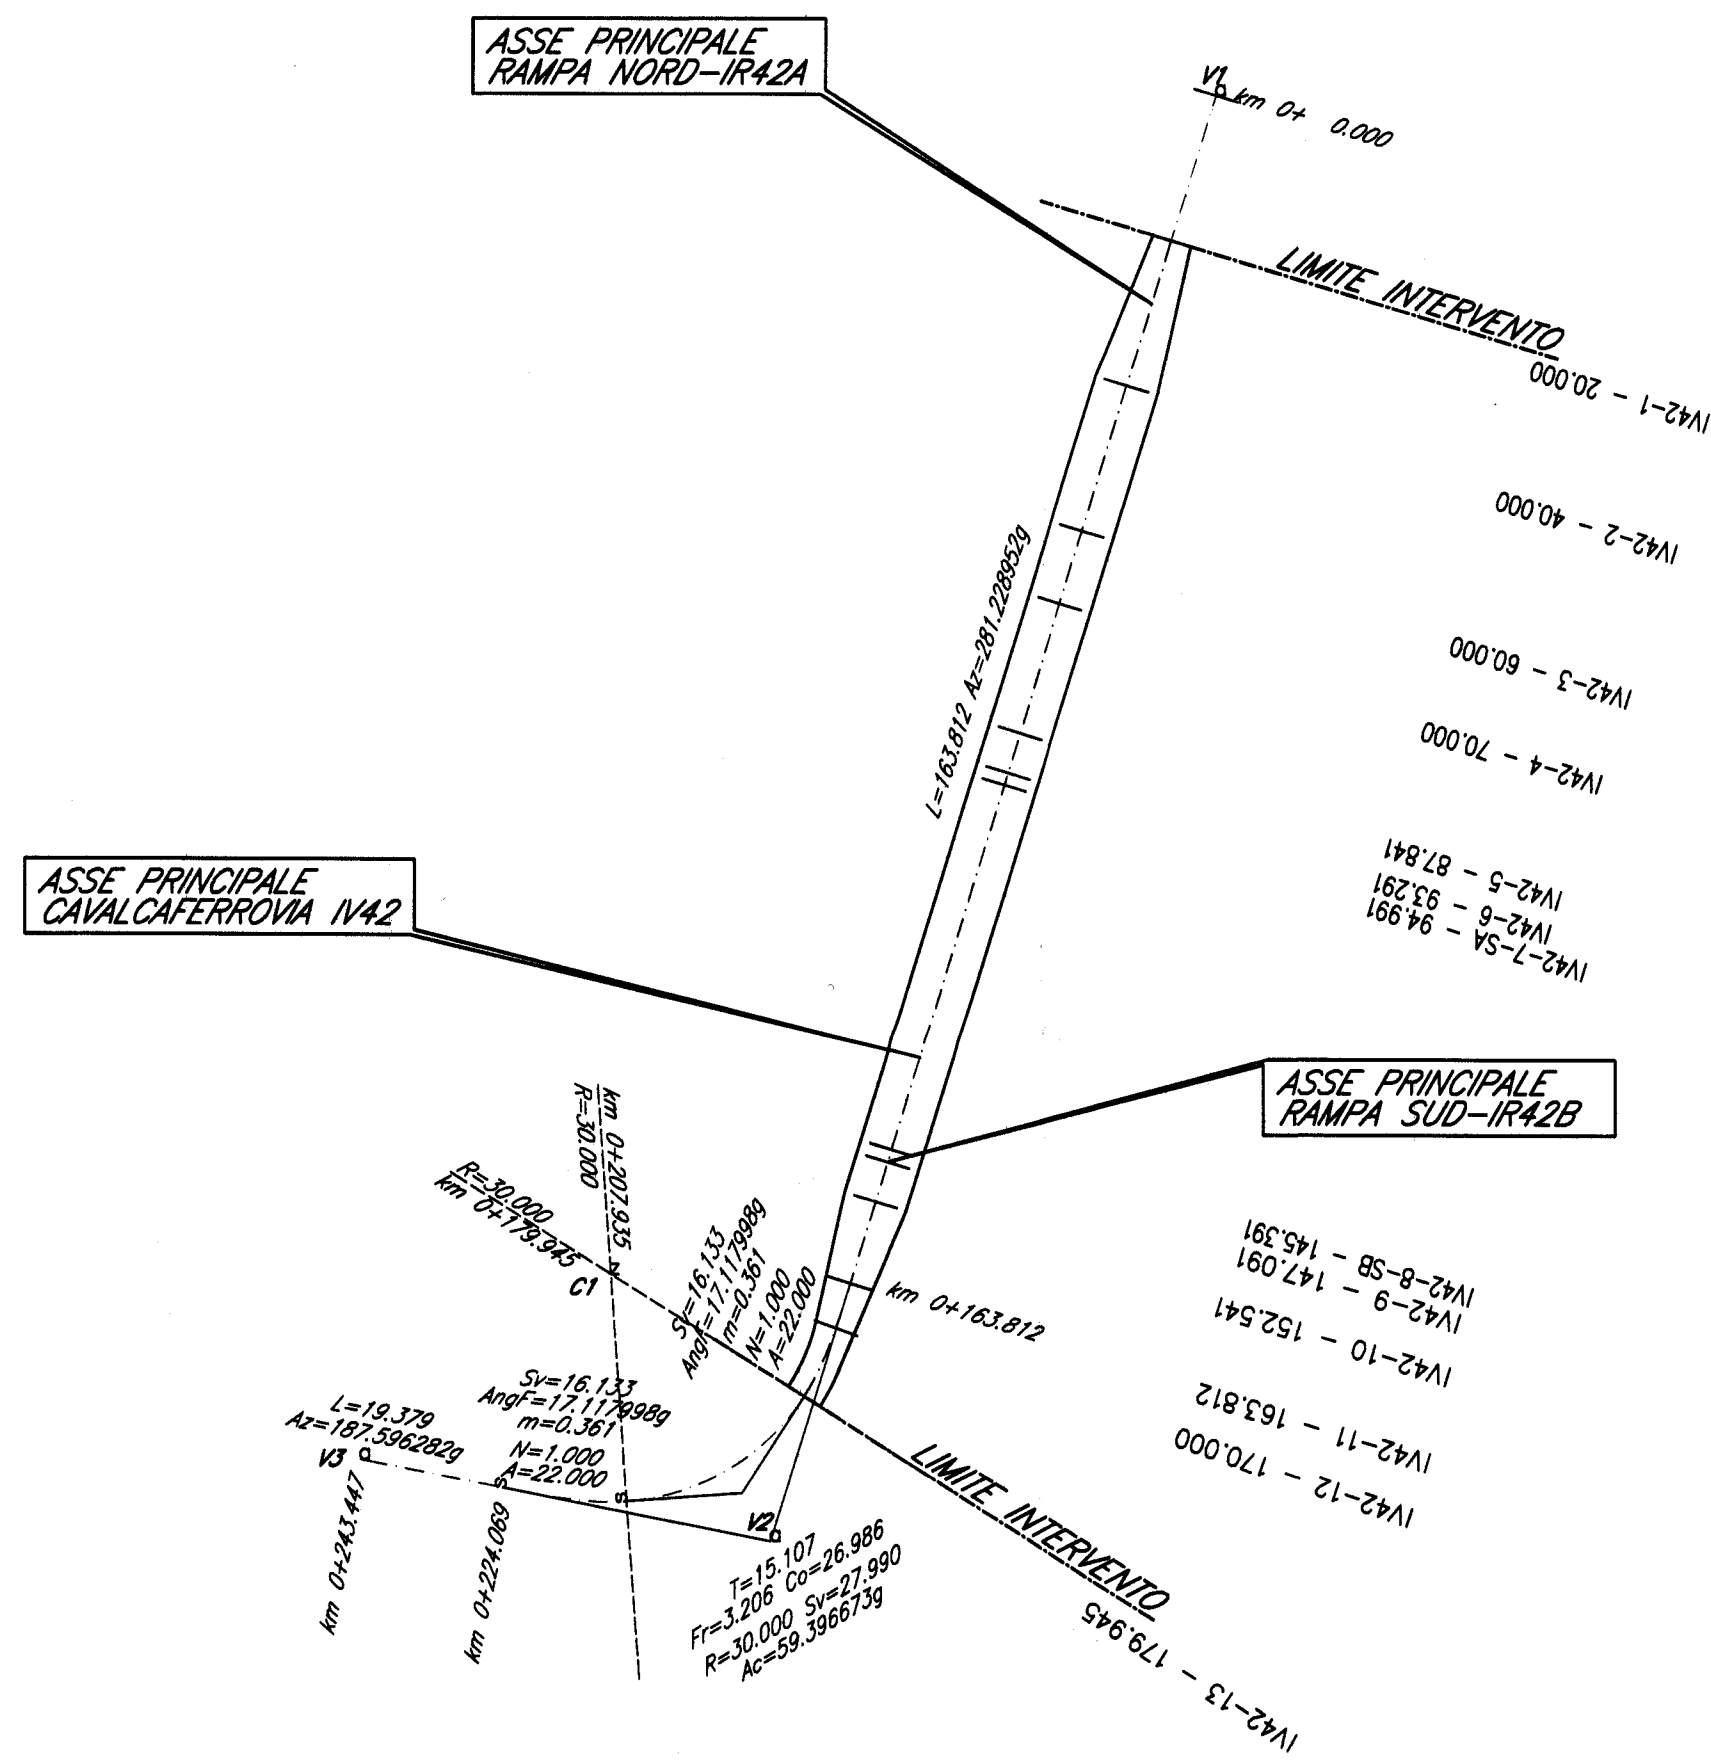 ASSE PRINCIPALE
RAMPA NORD-IR42A
V1
km 0+ 0.000
LIMITE INTERVENTO
IV42-1 - 20.000
IV42-2 - 40.000
IV42-3 - 60.000
IV42-4 - 70.000
IV42-5 - 87.841
IV42-6 - 93.291
IV42-7-SA - 94.991
L=163.812 Az=281.228952g
ASSE PRINCIPALE
CAVALCAFERROVIA IV42
ASSE PRINCIPALE
RAMPA SUD-IR42B
km 0+207.935
R=30.000
R=30.000
km 0+179.945
C1
Sv=16.133
AngF=17.117998g
m=0.361
N=1.000
A=22.000
km 0+163.812
IV42-8-SB - 145.391
IV42-9 - 147.091
IV42-10 - 152.541
IV42-11 - 163.812
IV42-12 - 170.000
Sv=16.133
AngF=17.117998g
m=0.361
N=1.000
A=22.000
L=19.379
Az=187.596282g
V3
km 0+243.447
km 0+224.069
V2
T=15.107
Fr=3.206 Co=26.986
R=30.000 Sv=27.990
Ac=59.396673g
LIMITE INTERVENTO
IV42-13 - 179.945